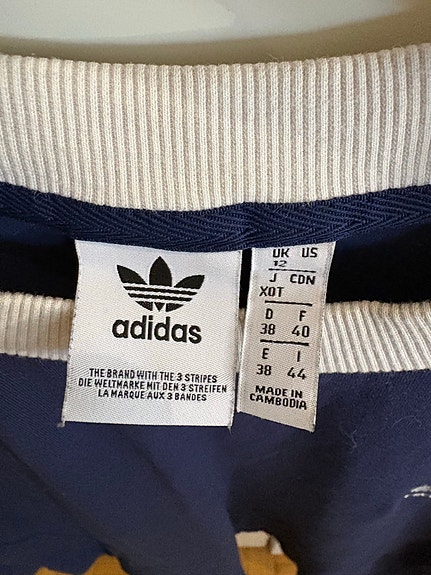 adidas
THE BRAND WITH THE 3 STRIPES
DIE WELTMARKE MIT DEN 3 STREIFEN
LA MARQUE AUX 3 BANDES
UK US
12
J CDN
XOT
D F
38 40
E I
38 44
MADE IN
CAMBODIA